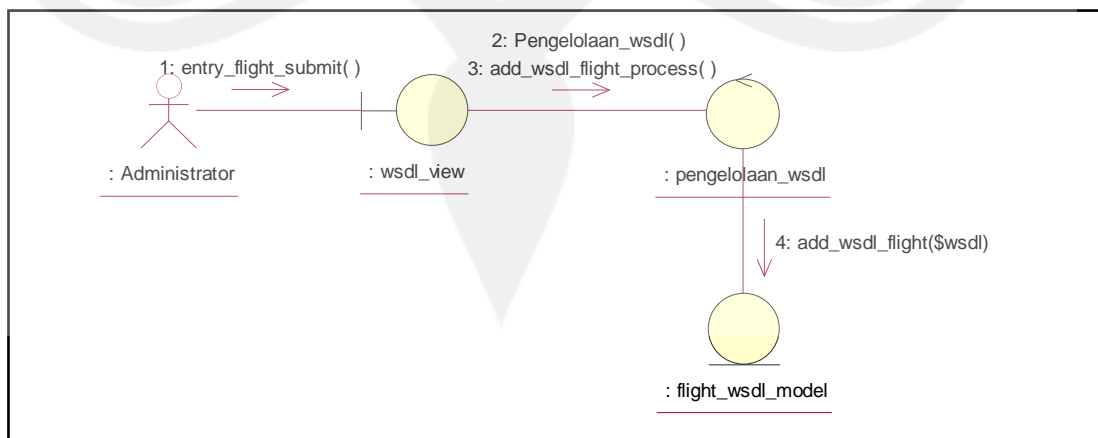 2: Pengelolaan_wsdl( )
1: entry_flight_submit( )
3: add_wsdl_flight_process( )
: Administrator
: wsdl_view
: pengelolaan_wsdl
4: add_wsdl_flight($wsdl)
: flight_wsdl_model